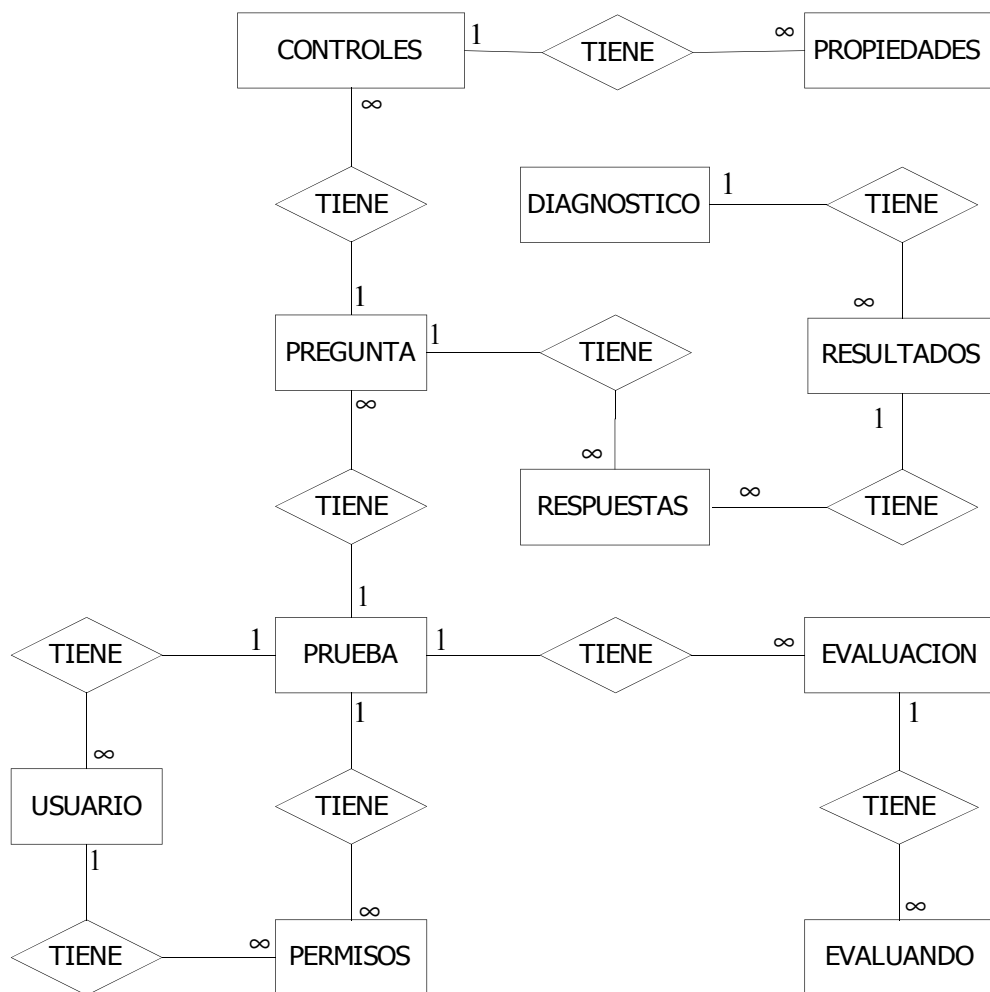 CONTROLES 1 TIENE ∞ PROPIEDADES
∞
TIENE
DIAGNOSTICO 1 TIENE
1
∞
PREGUNTA 1 TIENE
RESULTADOS
∞
1
∞
TIENE
RESPUESTAS ∞ TIENE
1
TIENE 1 PRUEBA 1 TIENE ∞ EVALUACION
1
1
∞
USUARIO
TIENE
TIENE
1
∞
∞
TIENE ∞ PERMISOS
EVALUANDO